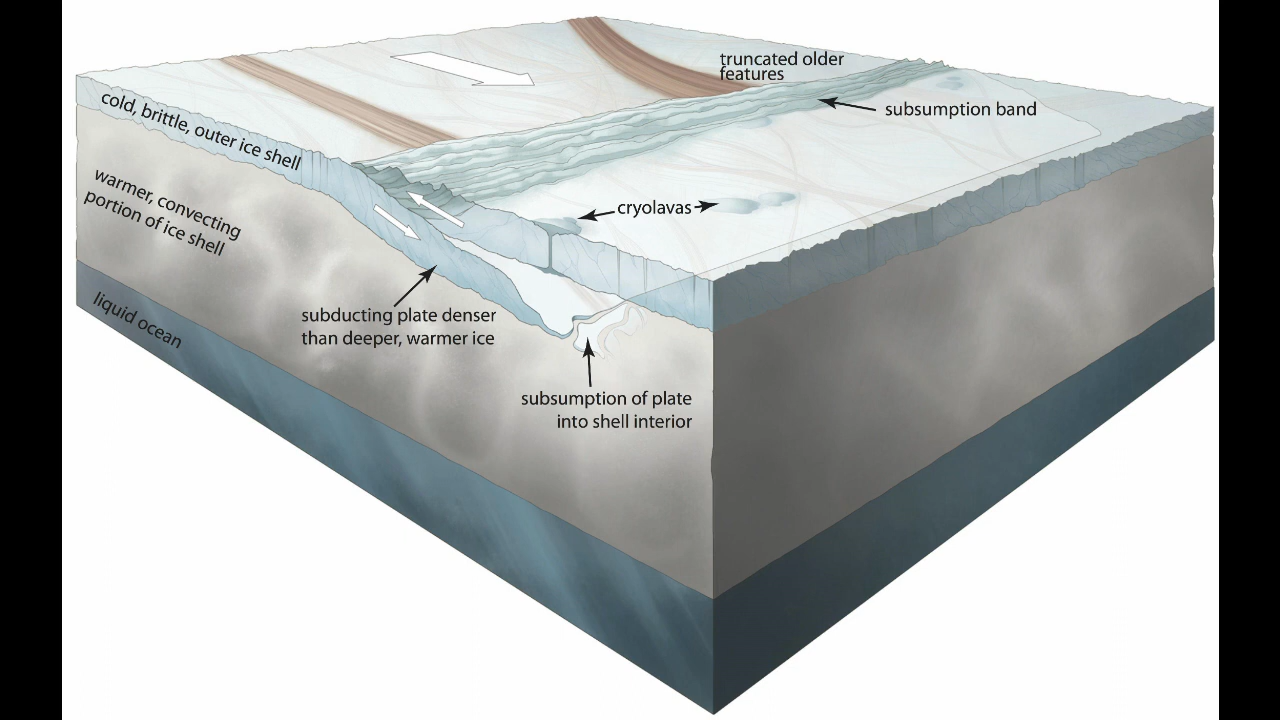 truncated older
features
subsumption band
cold, brittle, outer ice shell
warmer, convecting
portion of ice shell
cryolavas
liquid ocean
subducting plate denser
than deeper, warmer ice
subsumption of plate
into shell interior